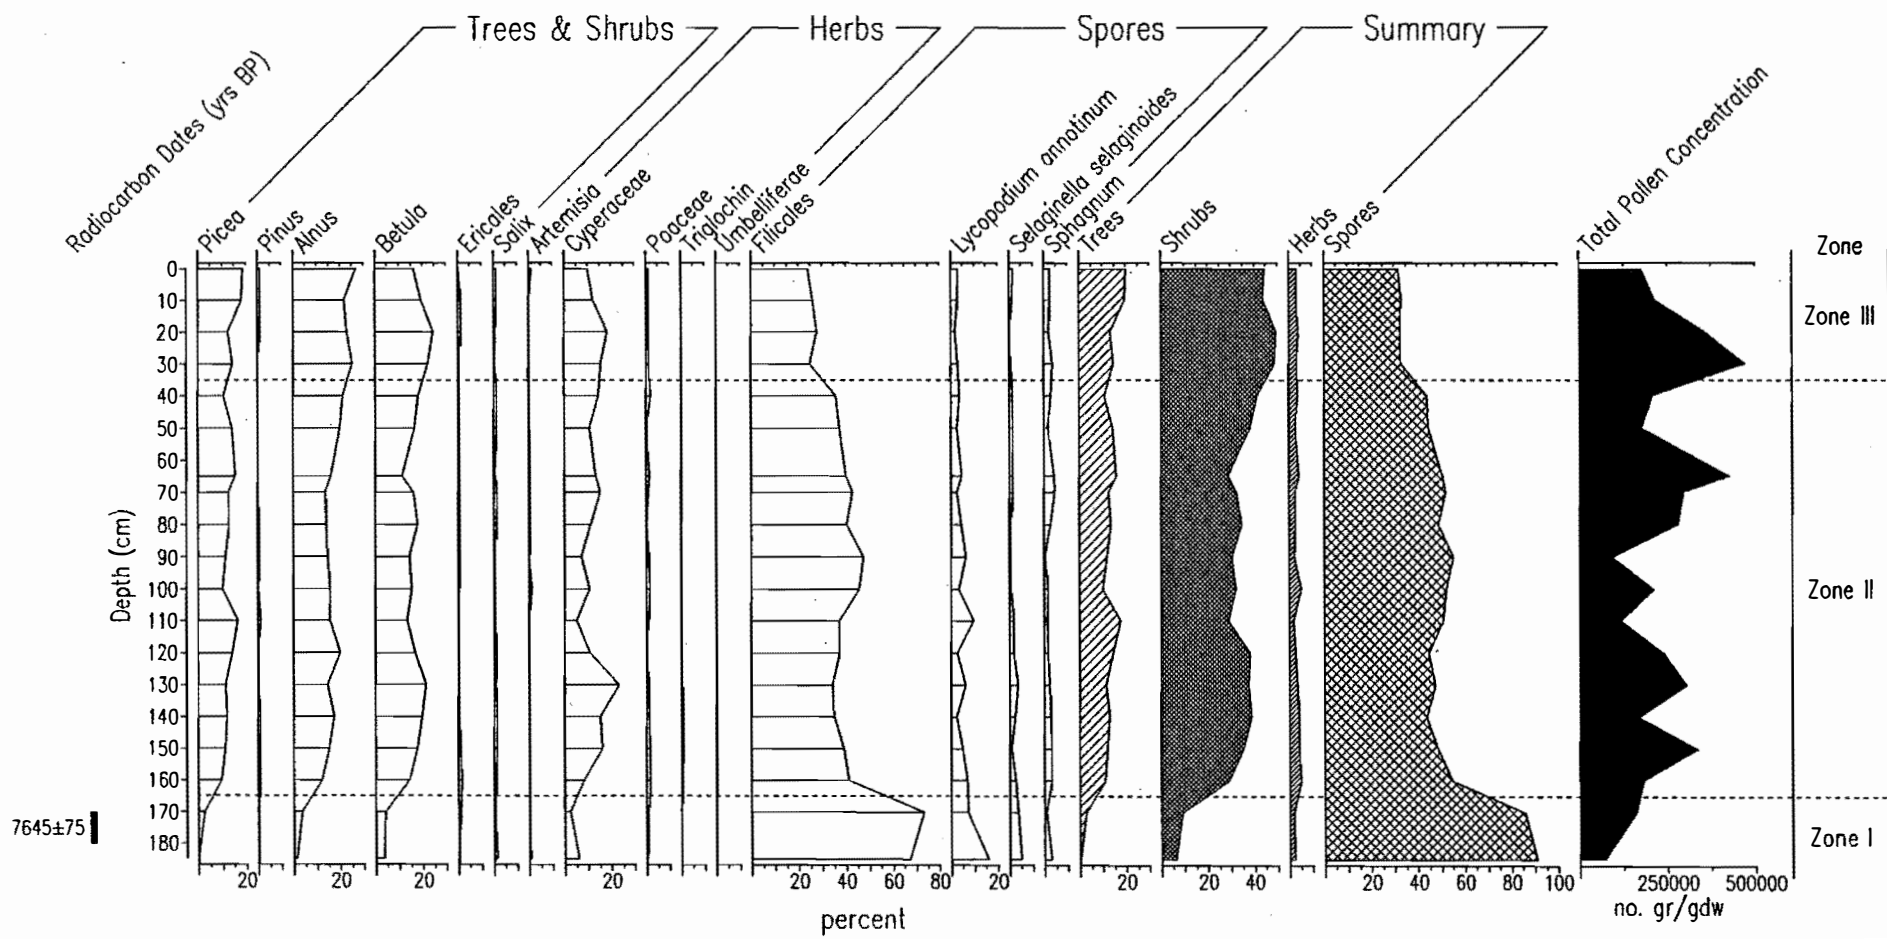 Trees & Shrubs Herbs Spores Summary
Radiocarbon Dates (yrs BP)
Picea
Pinus
Alnus
Betula
Ericales
Salix
Artemisia
Cyperaceae
Poaceae
Triglochin
Umbelliferae
Filicales
Lycopodium annotinum
Selaginella selaginoides
Sphagnum
Trees
Shrubs
Herbs
Spores
Total Pollen Concentration
Zone
0
10
20
30
40
50
60
70
80
90
100
110
120
130
140
150
160
170
180
Depth (cm)
7645±75
Zone III
Zone II
Zone I
20 20 20 20 20 40 60 80 20 20 20 40 20 40 60 80 100 250000 500000
percent
no. gr/gdw